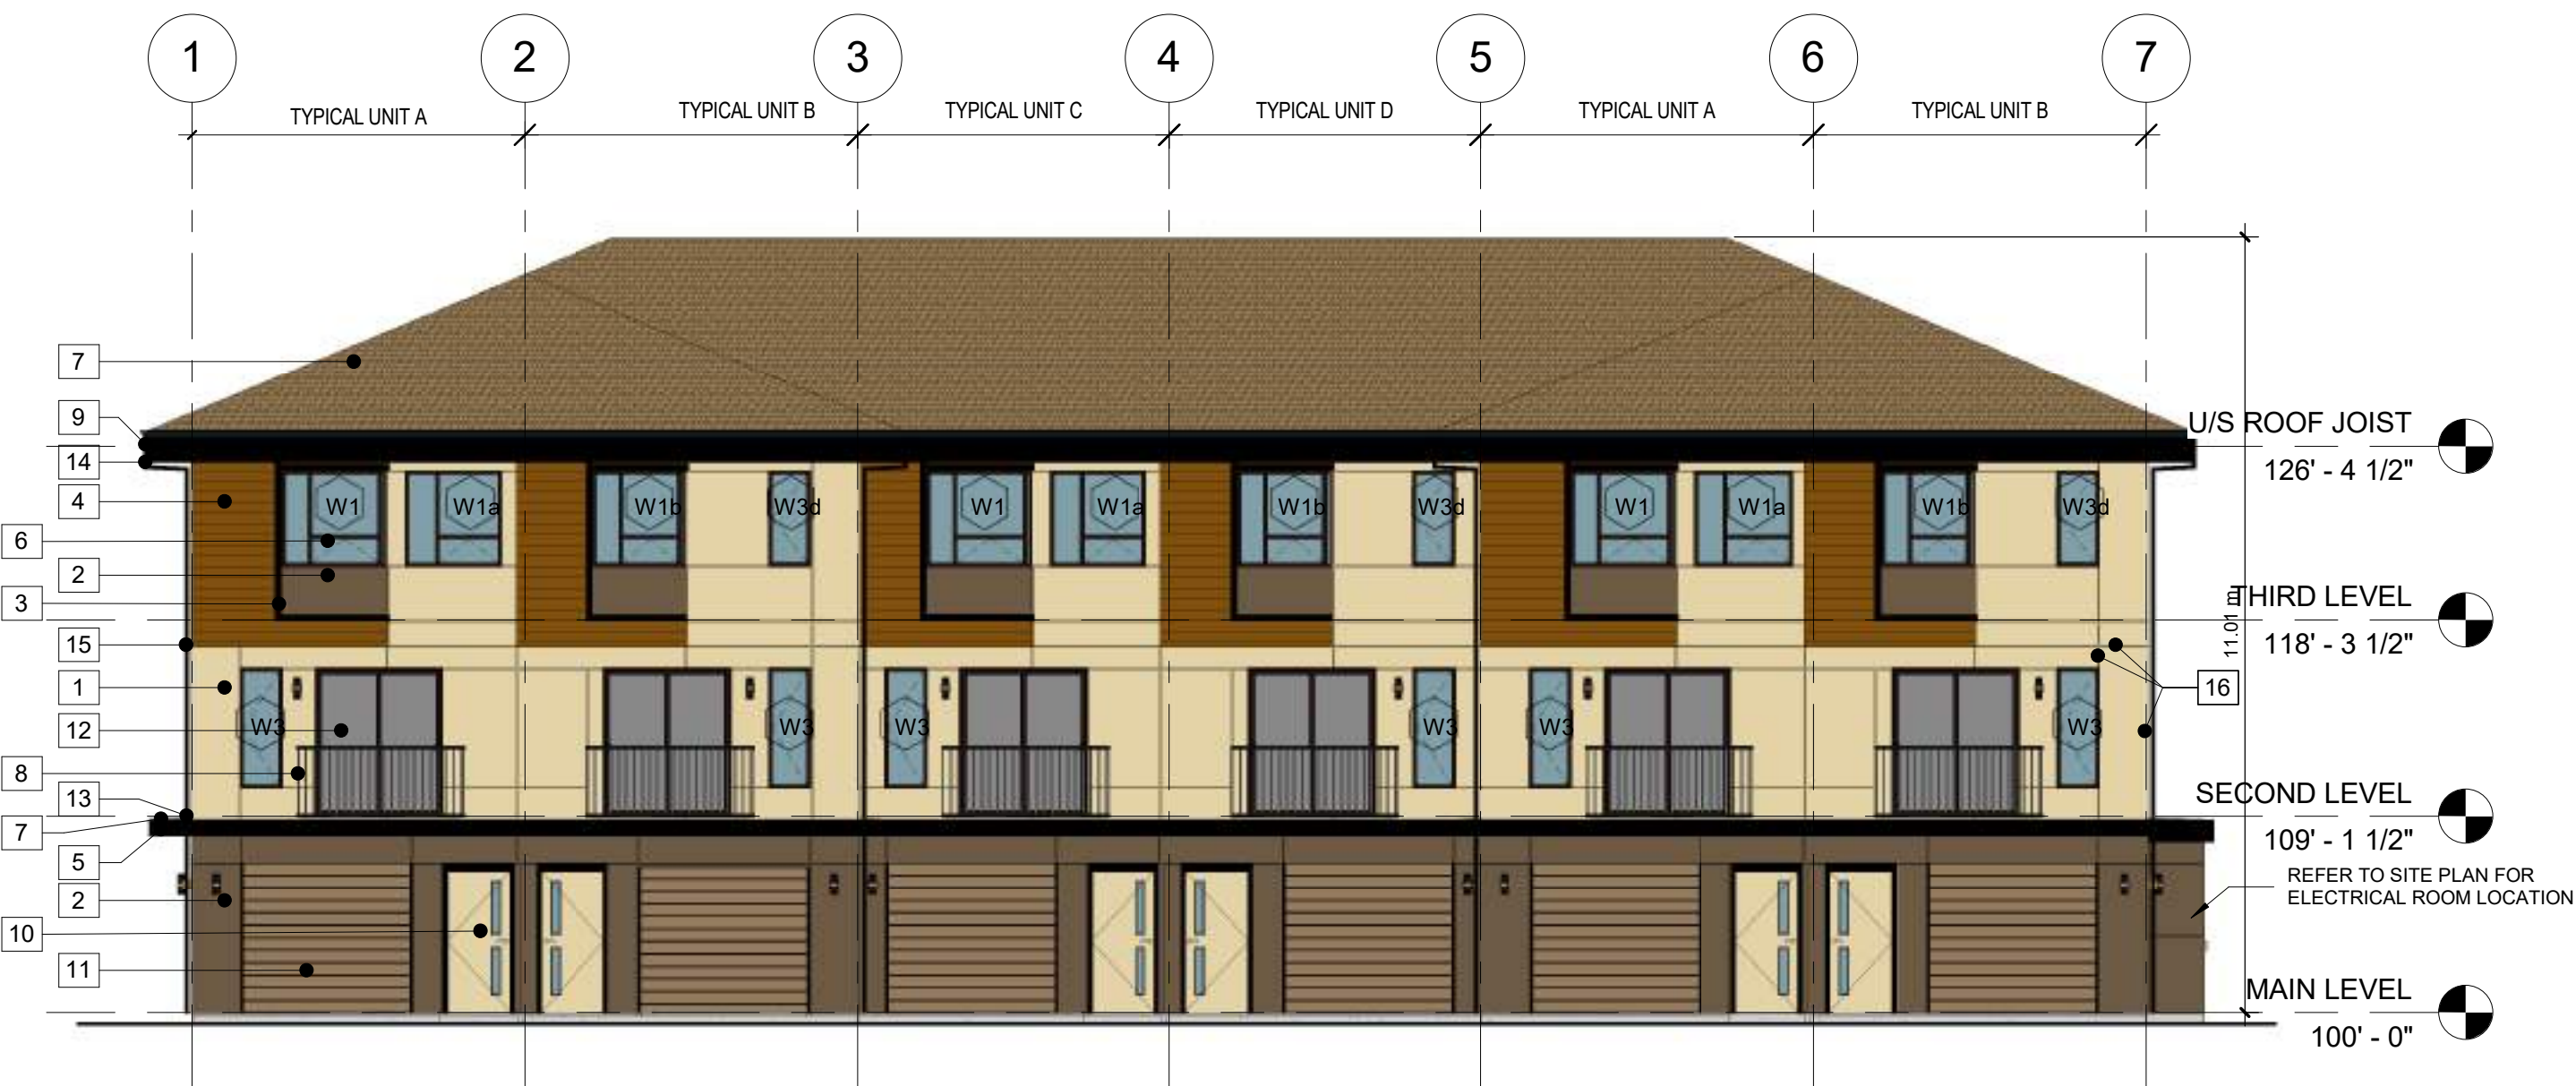 1 2 3 4 5 6 7
TYPICAL UNIT A TYPICAL UNIT B TYPICAL UNIT C TYPICAL UNIT D TYPICAL UNIT A TYPICAL UNIT B
7
9
U/S ROOF JOIST
14
126' - 4 1/2"
4
W1 W1a W1b W3d W1 W1a W1b W3d W1 W1a W1b W3d
6
2
3
THIRD LEVEL
11.01 m
15
118' - 3 1/2"
1
16
12
W3 W3 W3 W3 W3 W3
8
13
SECOND LEVEL
7
109' - 1 1/2"
5
REFER TO SITE PLAN FOR
ELECTRICAL ROOM LOCATION
2
10
11
MAIN LEVEL
100' - 0"